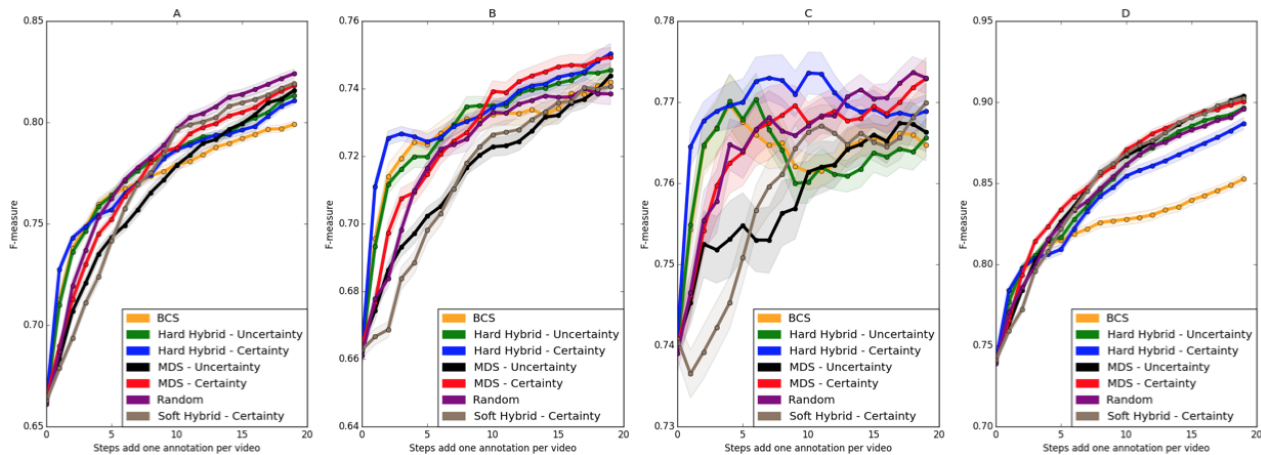 A
F-measure
0.85
0.80
0.75
0.70
0.65
0 5 10 15 20
Steps add one annotation per video
BCS
Hard Hybrid - Uncertainty
Hard Hybrid - Certainty
MDS - Uncertainty
MDS - Certainty
Random
Soft Hybrid - Certainty
B
F-measure
0.76
0.74
0.72
0.70
0.68
0.66
0.64
0 5 10 15 20
Steps add one annotation per video
BCS
Hard Hybrid - Uncertainty
Hard Hybrid - Certainty
MDS - Uncertainty
MDS - Certainty
Random
Soft Hybrid - Certainty
C
F-measure
0.78
0.77
0.76
0.75
0.74
0.73
0 5 10 15 20
Steps add one annotation per video
BCS
Hard Hybrid - Uncertainty
Hard Hybrid - Certainty
MDS - Uncertainty
MDS - Certainty
Random
Soft Hybrid - Certainty
D
F-measure
0.95
0.90
0.85
0.80
0.75
0.70
0 5 10 15 20
Steps add one annotation per video
BCS
Hard Hybrid - Uncertainty
Hard Hybrid - Certainty
MDS - Uncertainty
MDS - Certainty
Random
Soft Hybrid - Certainty